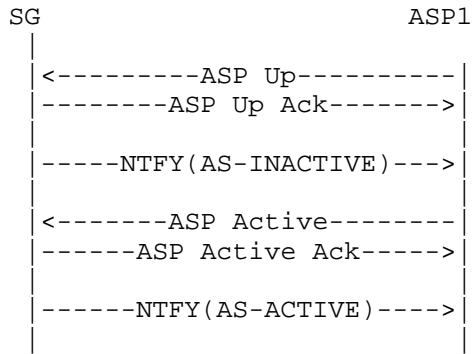 SG ASP1
|
|<---------ASP Up----------|
|--------ASP Up Ack------->|
| |
|-----NTFY(AS-INACTIVE)--->|
| |
|<-------ASP Active--------|
|------ASP Active Ack----->|
| |
|------NTFY(AS-ACTIVE)---->|
| |